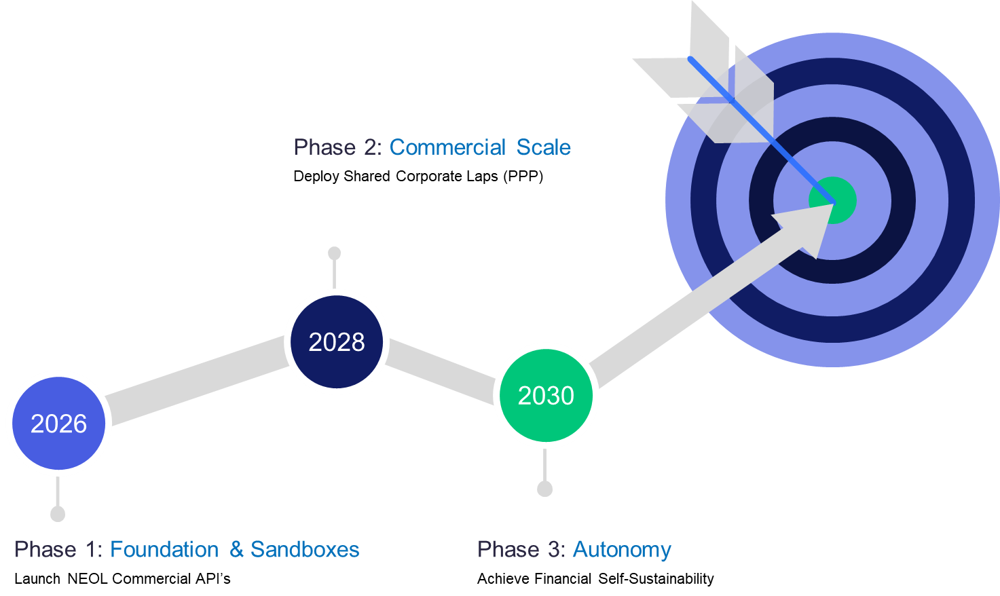 Phase 2: Commercial Scale
Deploy Shared Corporate Laps (PPP)
2028
2030
2026
Phase 1: Foundation & Sandboxes
Launch NEOL Commercial API’s
Phase 3: Autonomy
Achieve Financial Self-Sustainability